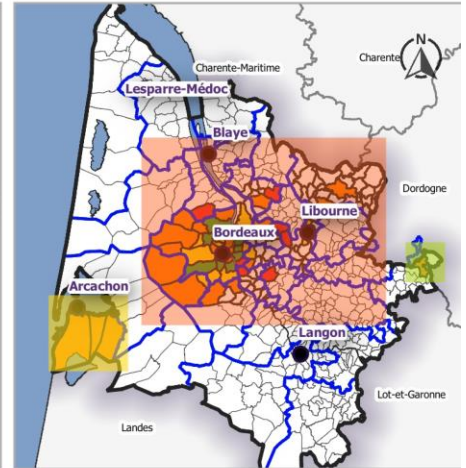 N
Charente-Maritime
Charente
Lesparre-Médoc
Blaye
Dordogne
Libourne
Bordeaux
Arcachon
Langon
Lot-et-Garonne
Landes